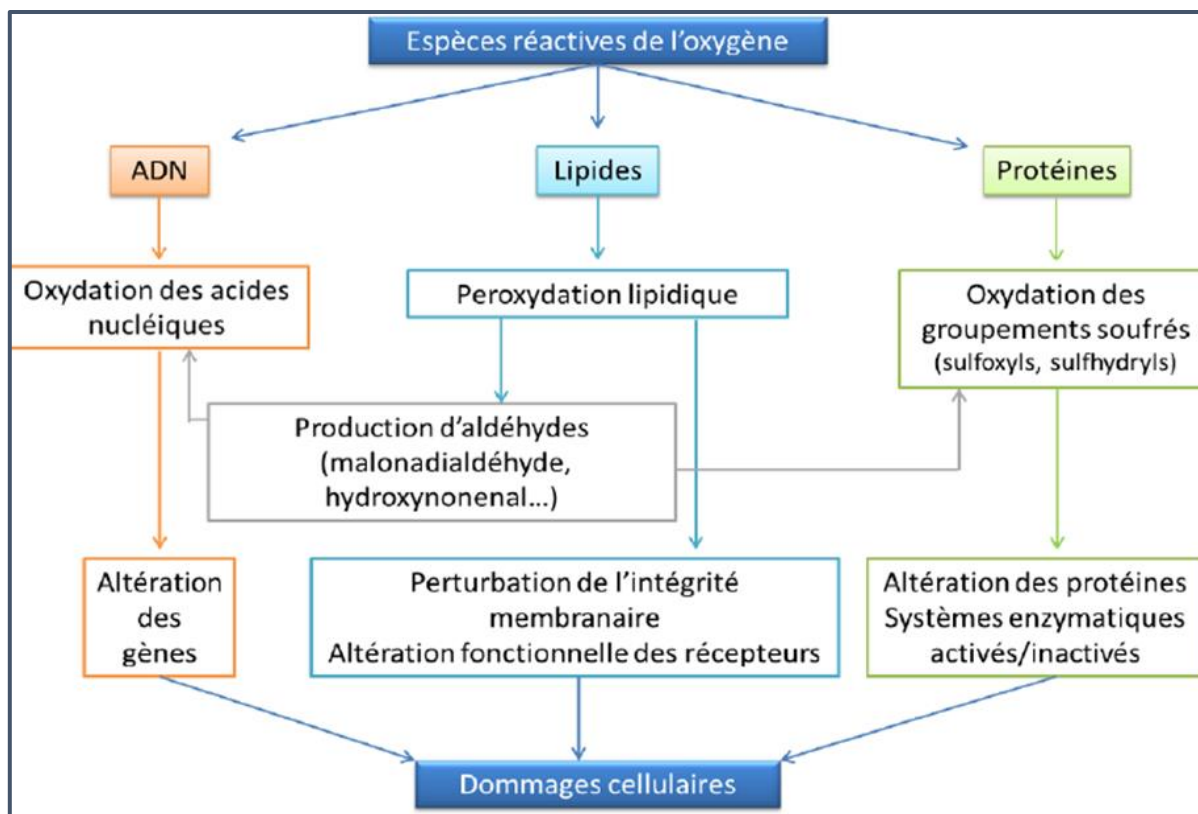 Espèces réactives de l'oxygène
ADN
Lipides
Protéines
Oxydation des acides
nucléiques
Peroxydation lipidique
Oxydation des
groupements soufrés
(sulfoxyls, sulfhydryls)
Production d'aldéhydes
(malonadialdéhyde,
hydroxynonenal...)
Altération
des
gènes
Perturbation de l'intégrité
membranaire
Altération fonctionnelle des récepteurs
Altération des protéines
Systèmes enzymatiques
activés/inactivés
Dommages cellulaires